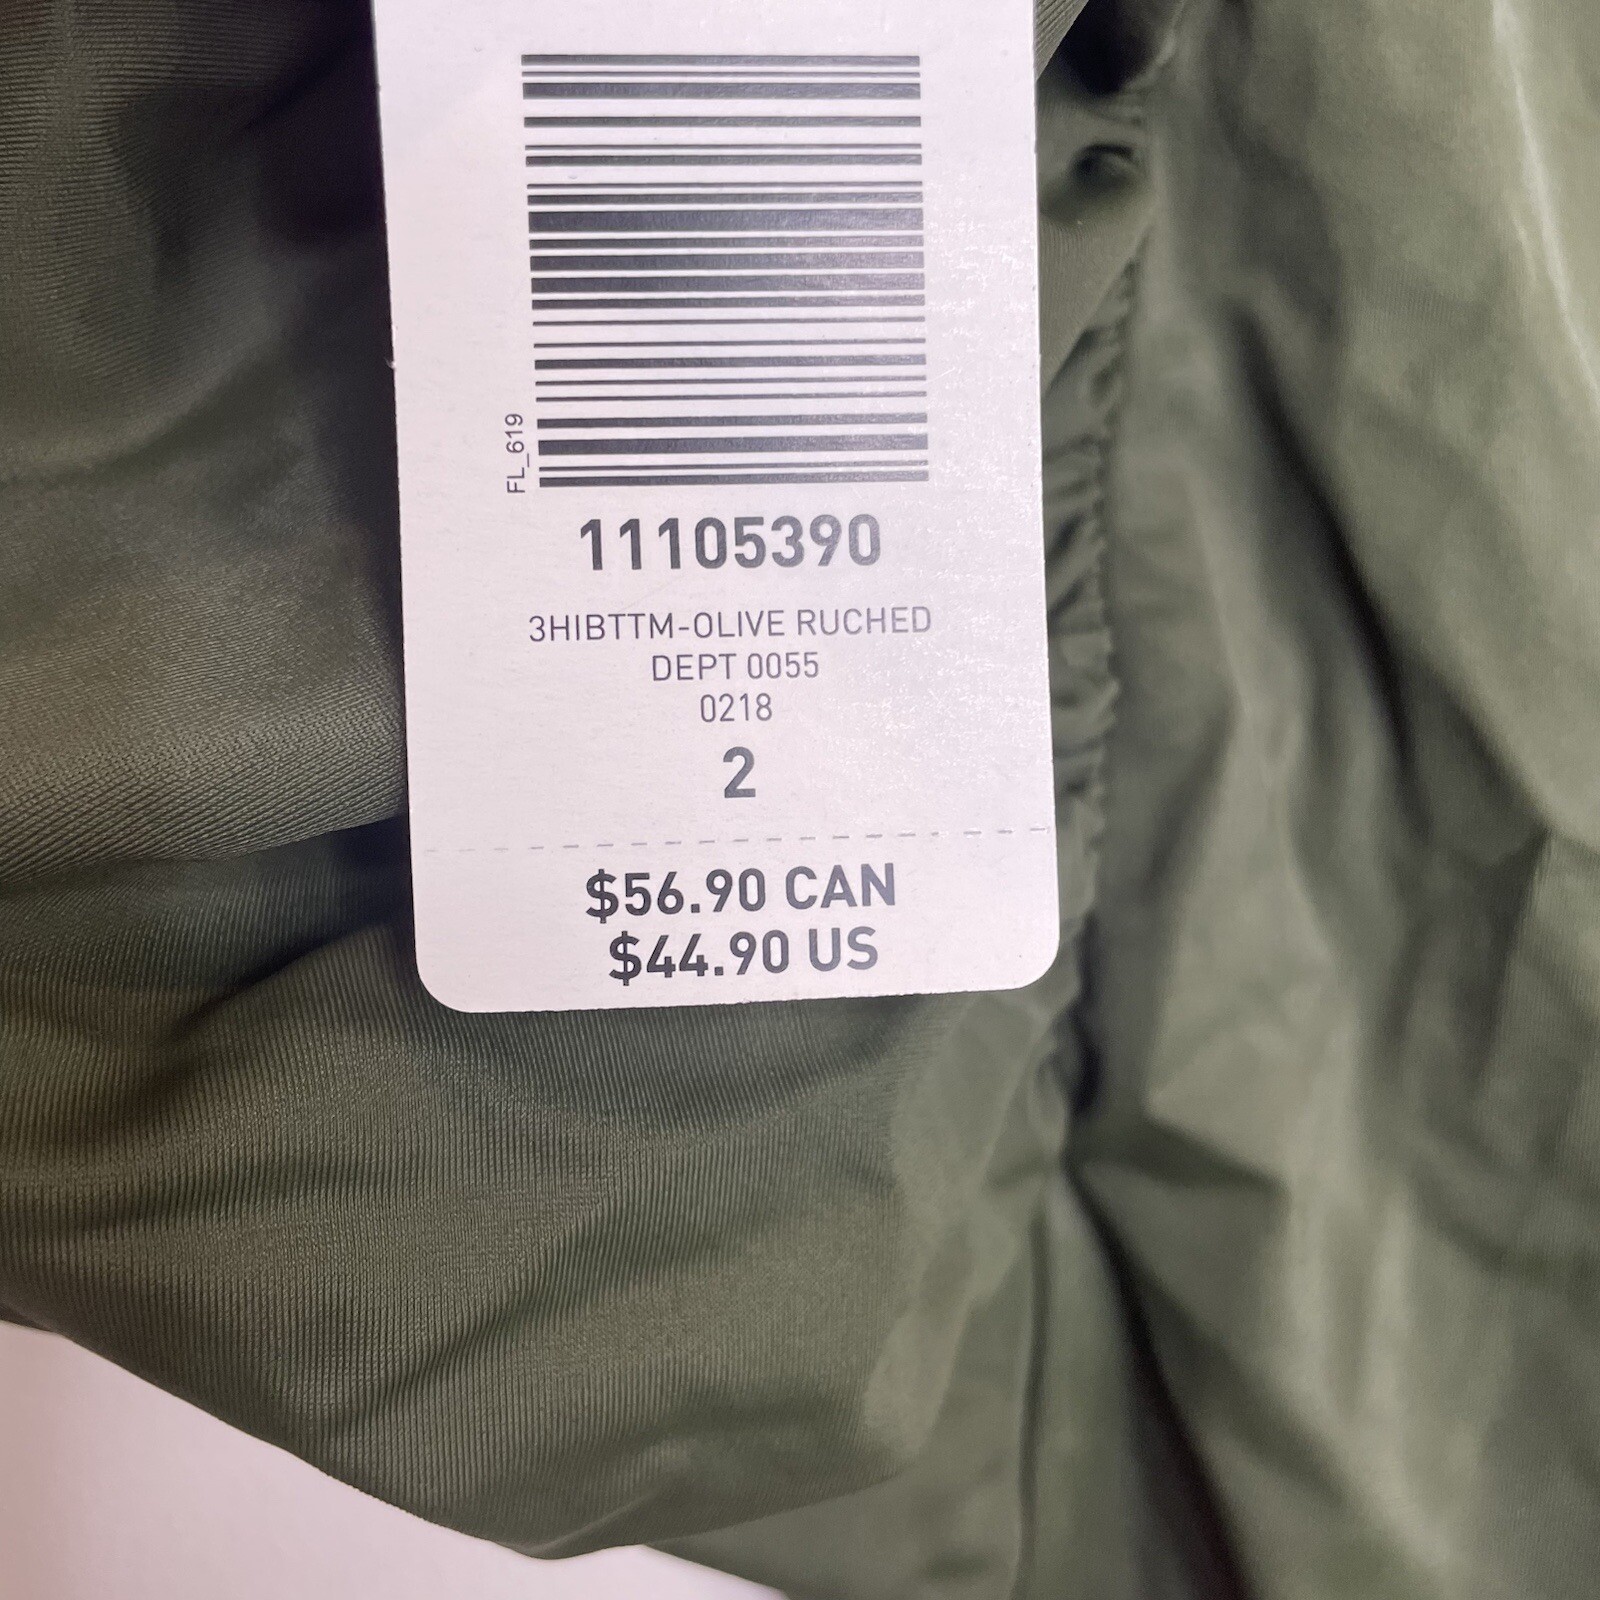 FL_619
11105390
3HIBTTM-OLIVE RUCHED
DEPT 0055
0218
2
$56.90 CAN
$44.90 US